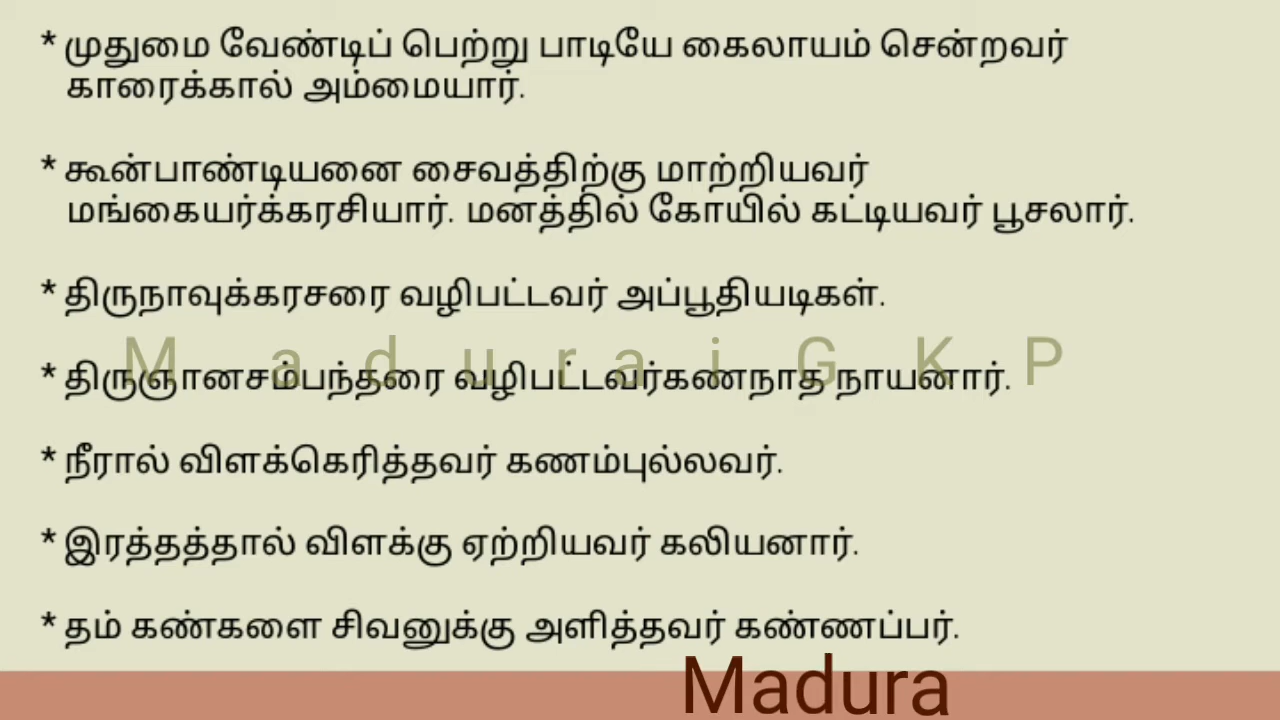 * முதுமை வேண்டிப் பெற்று பாடியே கைலாயம் சென்றவர்
காரைக்கால் அம்மையார்.
* கூன்பாண்டியனை சைவத்திற்கு மாற்றியவர்
மங்கையர்க்கரசியார். மனத்தில் கோயில் கட்டியவர் பூசலார்.
* திருநாவுக்கரசரை வழிபட்டவர் அப்பூதியடிகள்.
M a d u r a i G K P
* திருஞானசம்பந்தரை வழிபட்டவர்கணநாத நாயனார்.
* நீரால் விளக்கெரித்தவர் கணம்புல்லவர்.
* இரத்தத்தால் விளக்கு ஏற்றியவர் கலியனார்.
* தம் கண்களை சிவனுக்கு அளித்தவர் கண்ணப்பர்.
Madura